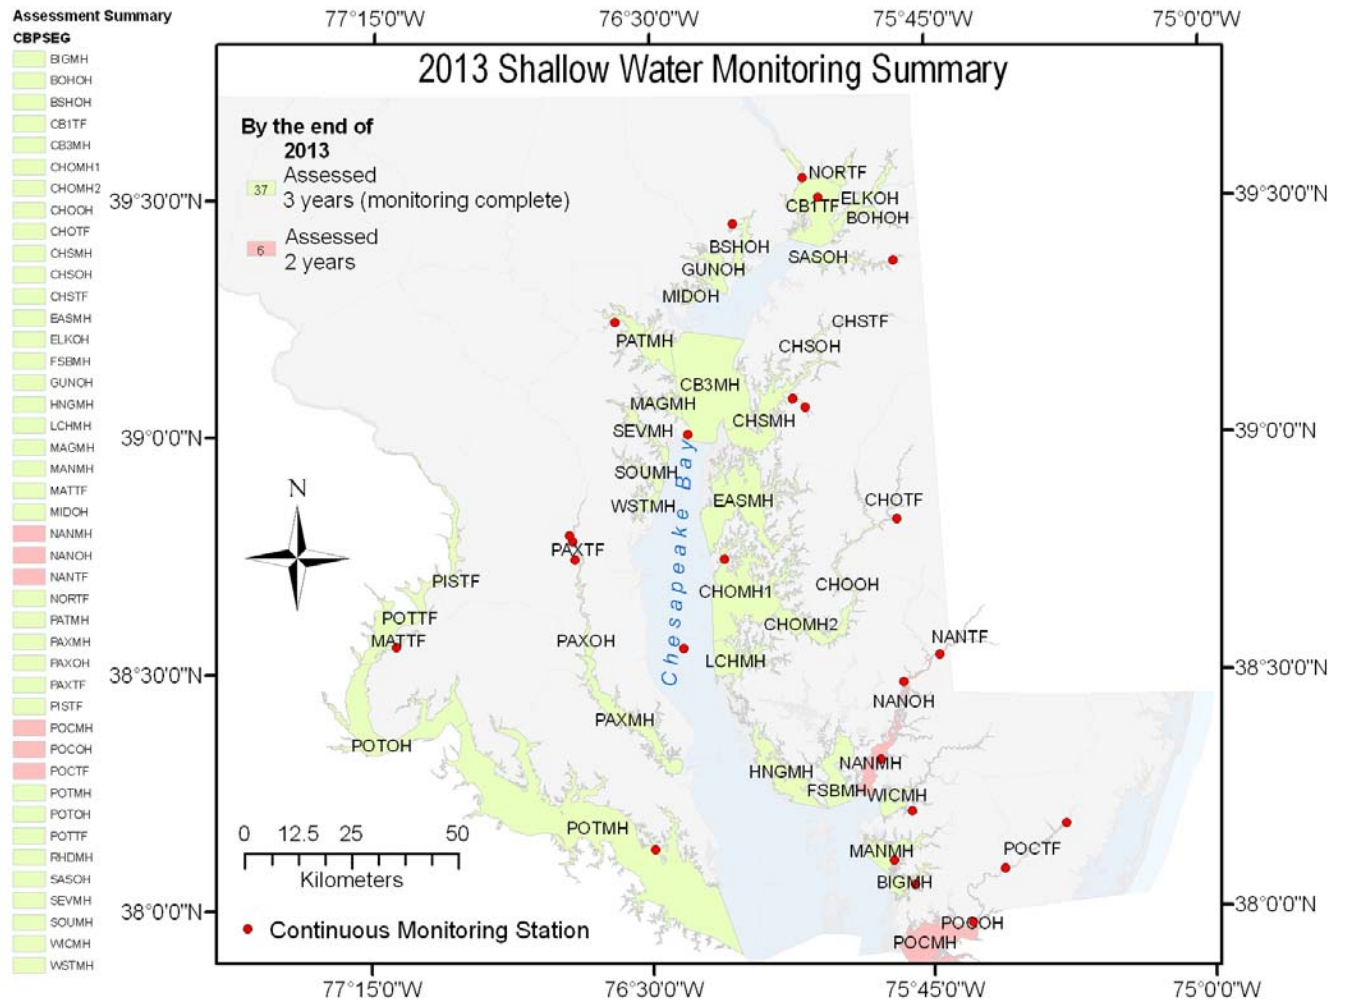 Assessment Summary
CBPSEG
BIGMH
BOHOH
BSHOH
CB1TF
CB3MH
CHOMH1
CHOMH2
CHOOH
CHOTF
CHSMH
CHSOH
CHSTF
EASMH
ELKOH
FSBMH
GUNOH
HNGMH
LCHMH
MAGMH
MANMH
MATTF
MIDOH
NANMH
NANOH
NANTF
NORTF
PATMH
PAXMH
PAXOH
PAXTF
PISTF
POCMH
POCOH
POCTF
POTMH
POTOH
POTTF
RHDMH
SASOH
SEVMH
SOUMH
WICMH
WSTMH
77°15'0"W
76°30'0"W
75°45'0"W
75°0'0"W
2013 Shallow Water Monitoring Summary
By the end of
2013
37
Assessed
3 years (monitoring complete)
6
Assessed
2 years
39°30'0"N
39°30'0"N
39°0'0"N
39°0'0"N
38°30'0"N
38°30'0"N
38°0'0"N
38°0'0"N
NORTF
CB1TF
ELKOH
BOHOH
BSHOH
SASOH
GUNOH
MIDOH
CHSTF
PATMH
CHSOH
CB3MH
MAGMH
CHSMH
SEVMH
SOUMH
EASMH
WSTMH
CHOTF
Chesapeake Bay
N
PAXTF
PISTF
CHOMH1
CHOOH
POTTF
CHOMH2
MATTF
PAXOH
NANTF
LCHMH
NANOH
PAXMH
POTOH
HNGMH
NANMH
FSBMH
WICMH
POTMH
MANMH
POCTF
BIGMH
POCOH
POCMH
0 12.5 25 50
Kilometers
Continuous Monitoring Station
77°15'0"W
76°30'0"W
75°45'0"W
75°0'0"W